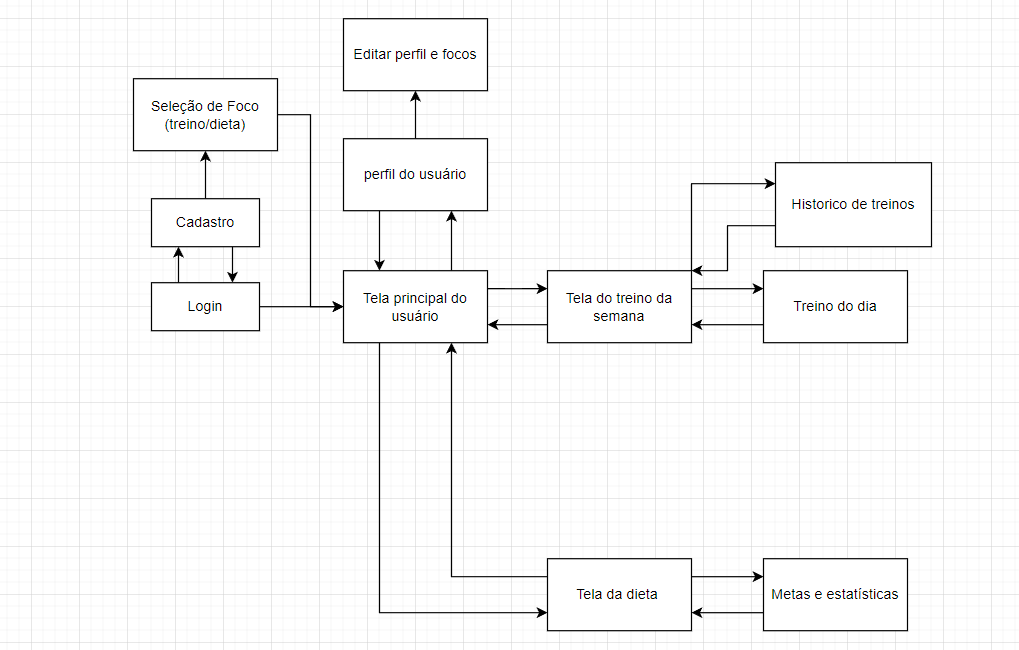 Editar perfil e focos
Seleção de Foco
(treino/dieta)
perfil do usuário
Historico de treinos
Cadastro
Login
Tela principal do
usuário
Tela do treino da
semana
Treino do dia
Tela da dieta
Metas e estatísticas